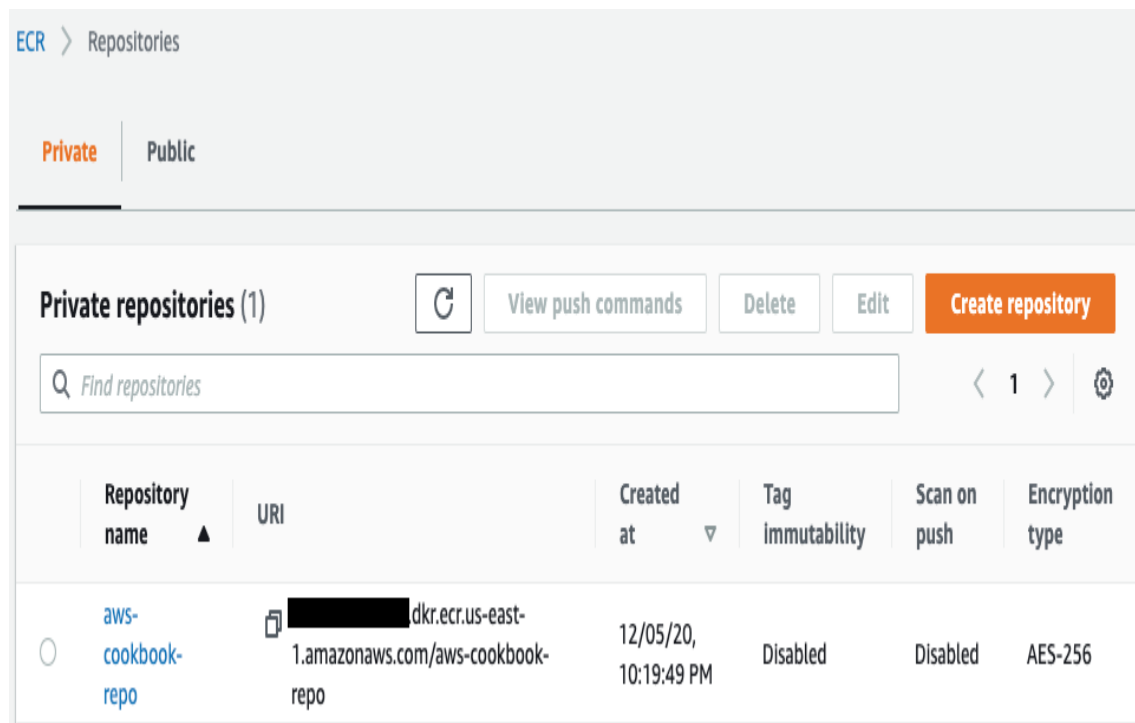 ECR > Repositories
Private Public
Private repositories (1) View push commands Delete Edit Create repository
Find repositories 1
Repository name URI Created at Tag immutability Scan on push Encryption type
aws-cookbook-repo .dkr.ecr.us-east-1.amazonaws.com/aws-cookbook-repo 12/05/20, 10:19:49 PM Disabled Disabled AES-256